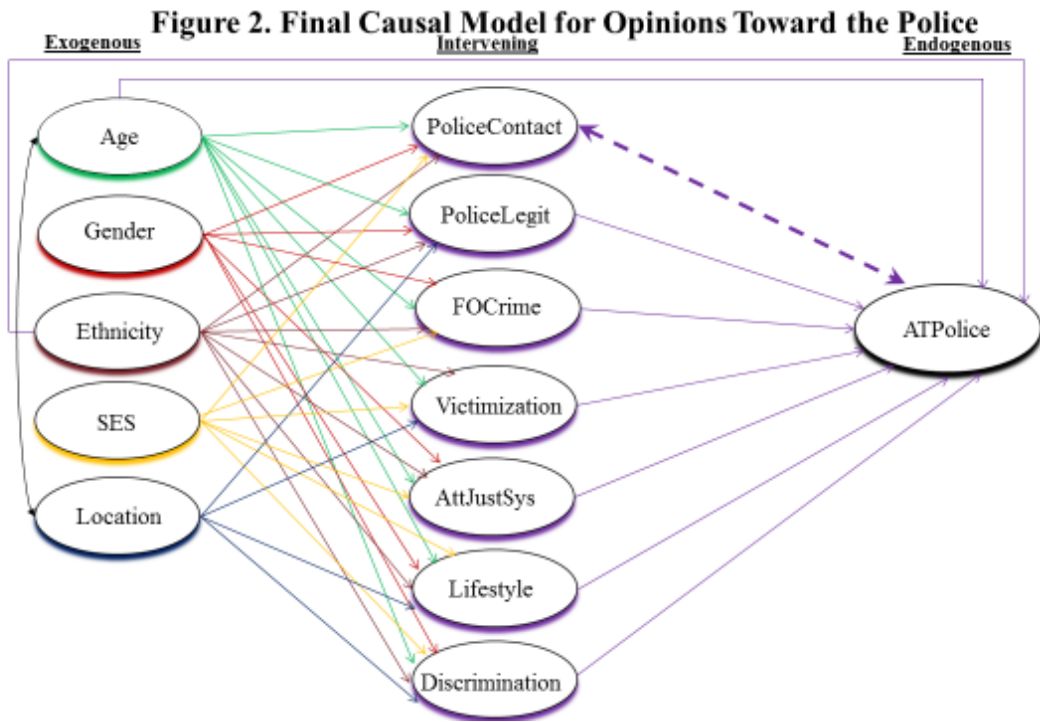 Figure 2. Final Causal Model for Opinions Toward the Police
Exogenous
Intervening
Endogenous
Age
Gender
Ethnicity
SES
Location
PoliceContact
PoliceLegit
FOCrime
Victimization
AttJustSys
Lifestyle
Discrimination
ATPolice